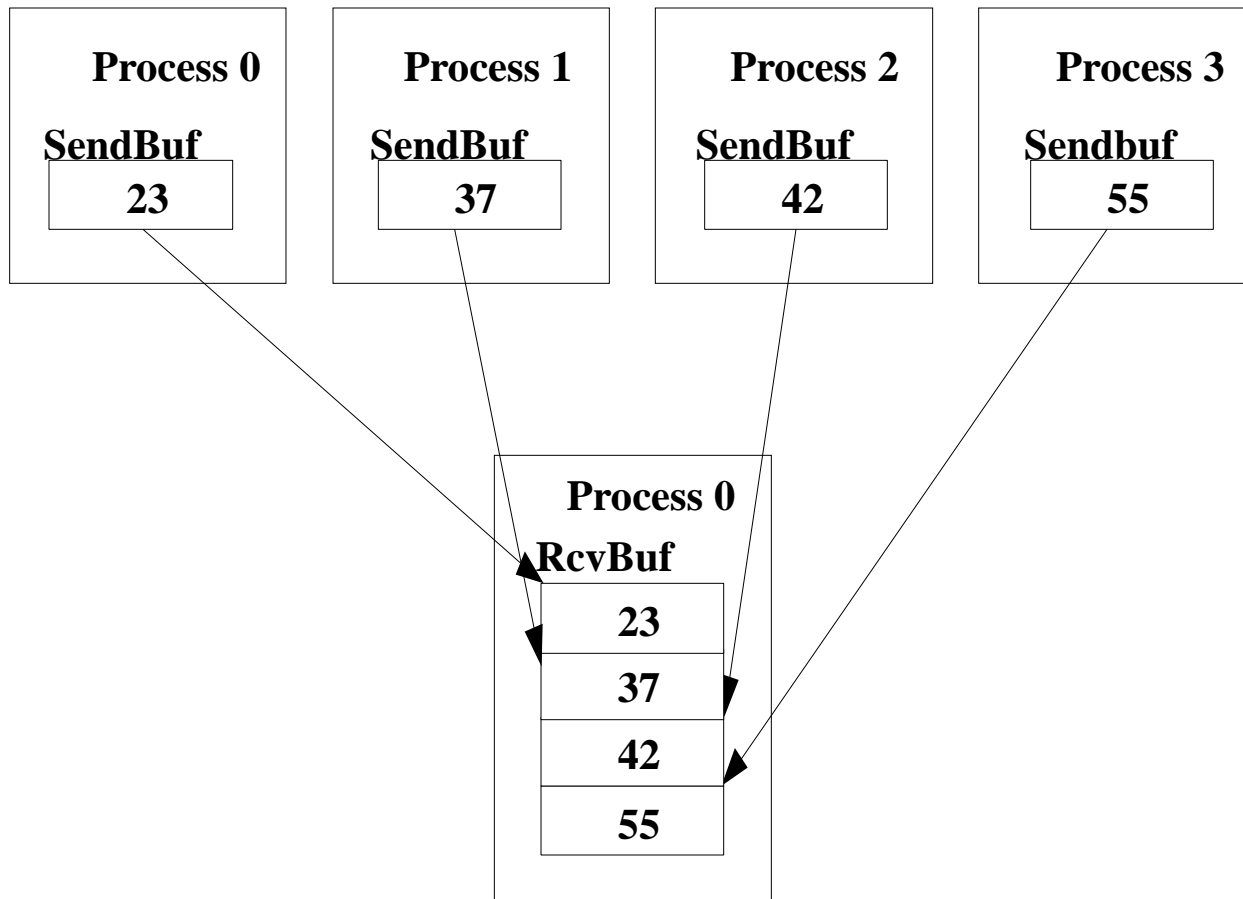 Process 0 Process 1 Process 2 Process 3
SendBuf SendBuf SendBuf Sendbuf
23 37 42 55
Process 0
RcvBuf
23
37
42
55